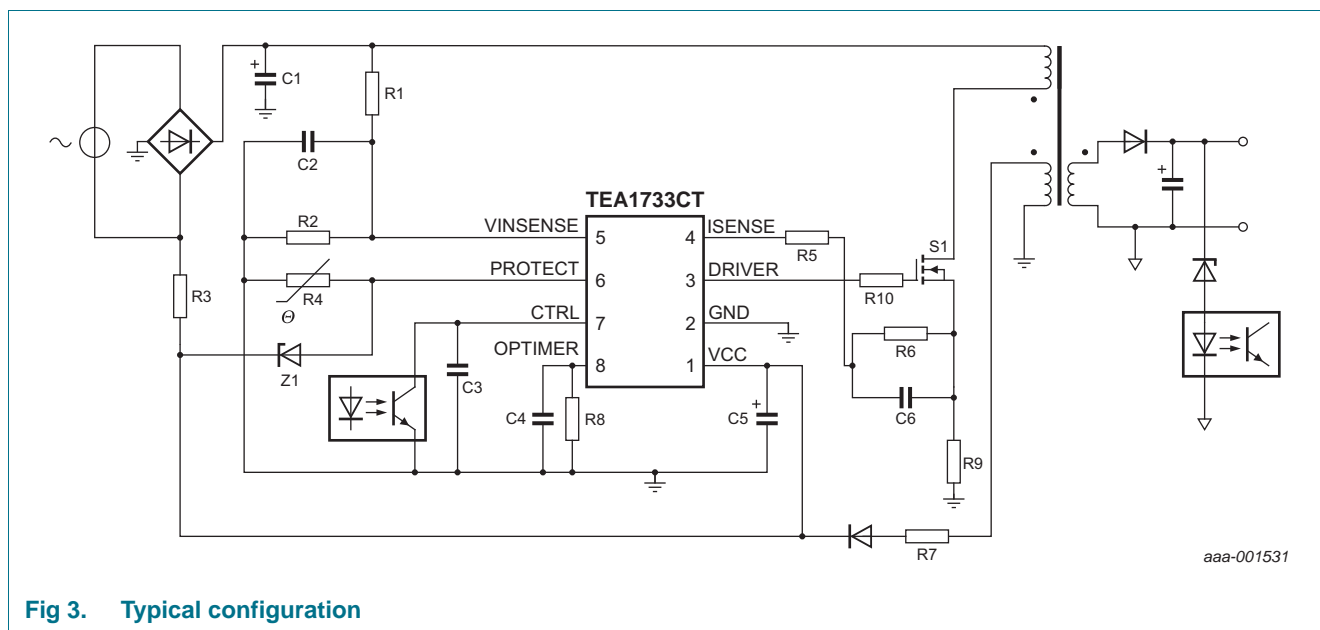 C1
R1
C2
TEA1733CT
R2
VINSENSE
5
4
ISENSE
R5
S1
PROTECT
6
3
DRIVER
R3
R4
Θ
R10
CTRL
7
2
GND
R6
OPTIMER
8
1
VCC
Z1
C3
C4
R8
C5
C6
R9
R7
aaa-001531
Fig 3. Typical configuration